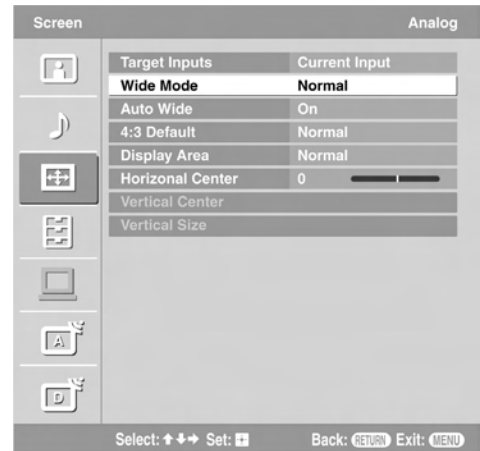 Screen Analog
Target Inputs Current Input
Wide Mode Normal
Auto Wide On
4:3 Default Normal
Display Area Normal
Horizonal Center 0
Vertical Center
Vertical Size
A
D
Select: ↑↓→ Set: Back: RETURN Exit: MENU